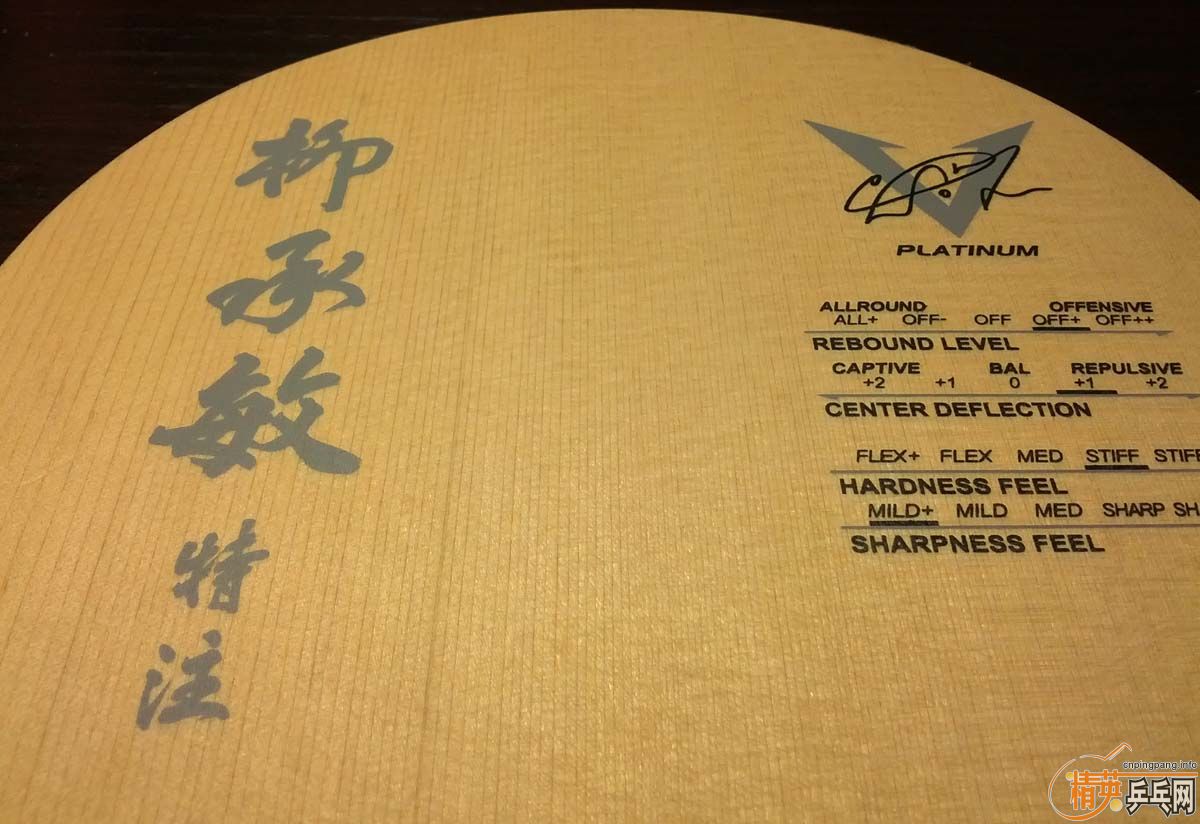 柳承敏特注
PLATINUM
ALLROUND OFFENSIVE
ALL+ OFF- OFF OFF+ OFF++
REBOUND LEVEL
CAPTIVE BAL REPULSIVE
+2 +1 0 +1 +2
CENTER DEFLECTION
FLEX+ FLEX MED STIFF STIF
HARDNESS FEEL
MILD+ MILD MED SHARP SH
SHARPNESS FEEL
cnpingpang.info
精英乒乓网